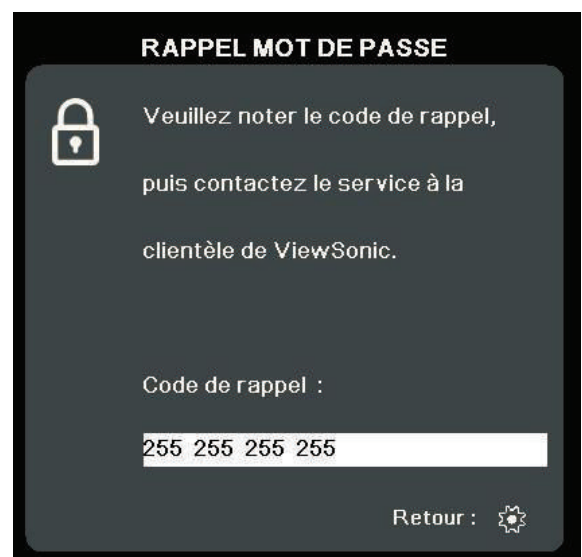 RAPPEL MOT DE PASSE
Veuillez noter le code de rappel,
puis contactez le service à la
clientèle de ViewSonic.
Code de rappel :
255 255 255 255
Retour :